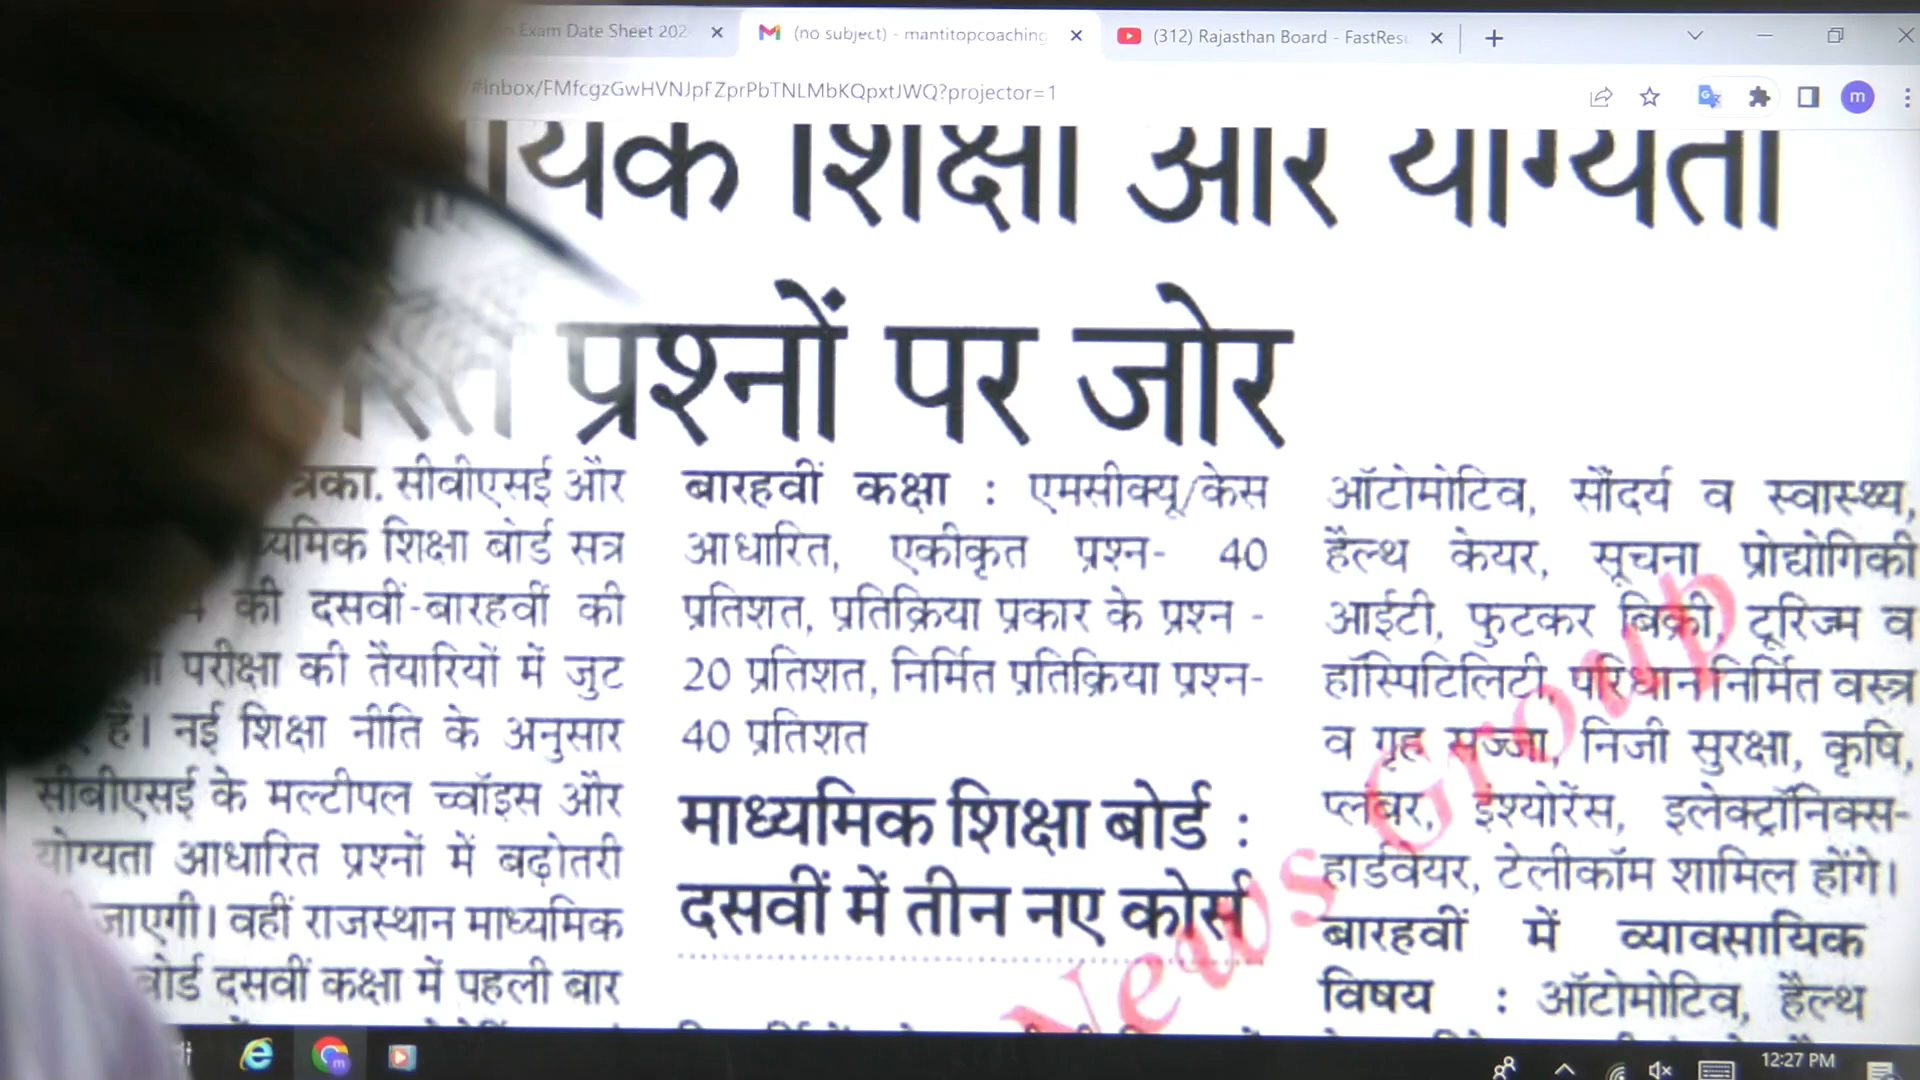 Exam Date Sheet 202
(no subject) - mantitopcoaching
(312) Rajasthan Board - FastResu
#inbox/FMfcgzGwHVNJpFZprPbTNLMbKQpxtJWQ?projector=1
m
शिक्षा और योग्यता
प्रश्नों पर जोर
सीबीएसई और
शिक्षा बोर्ड सत्र
की दसवीं-बारहवीं की
परीक्षा की तैयारियों में जुट
हैं। नई शिक्षा नीति के अनुसार
सीबीएसई के मल्टीपल च्वॉइस और
योग्यता आधारित प्रश्नों में बढ़ोतरी
जाएगी। वहीं राजस्थान माध्यमिक
बोर्ड दसवीं कक्षा में पहली बार
बारहवीं कक्षा : एमसीक्यू/केस
आधारित, एकीकृत प्रश्न- 40
प्रतिशत, प्रतिक्रिया प्रकार के प्रश्न -
20 प्रतिशत, निर्मित प्रतिक्रिया प्रश्न-
40 प्रतिशत
माध्यमिक शिक्षा बोर्ड :
दसवीं में तीन नए कोर्स
ऑटोमोटिव, सौंदर्य व स्वास्थ्य,
हैल्थ केयर, सूचना प्रोद्योगिकी
आईटी, फुटकर बिक्री, टूरिज्म व
हॉस्पिटिलिटी, परिधान निर्मित वस्त्र
व गृह सज्जा, निजी सुरक्षा, कृषि,
प्लंबर, इंश्योरेंस, इलेक्ट्रॉनिक्स-
हार्डवेयर, टेलीकॉम शामिल होंगे।
बारहवीं में व्यावसायिक
विषय : ऑटोमोटिव, हैल्थ
News Group
12:27 PM